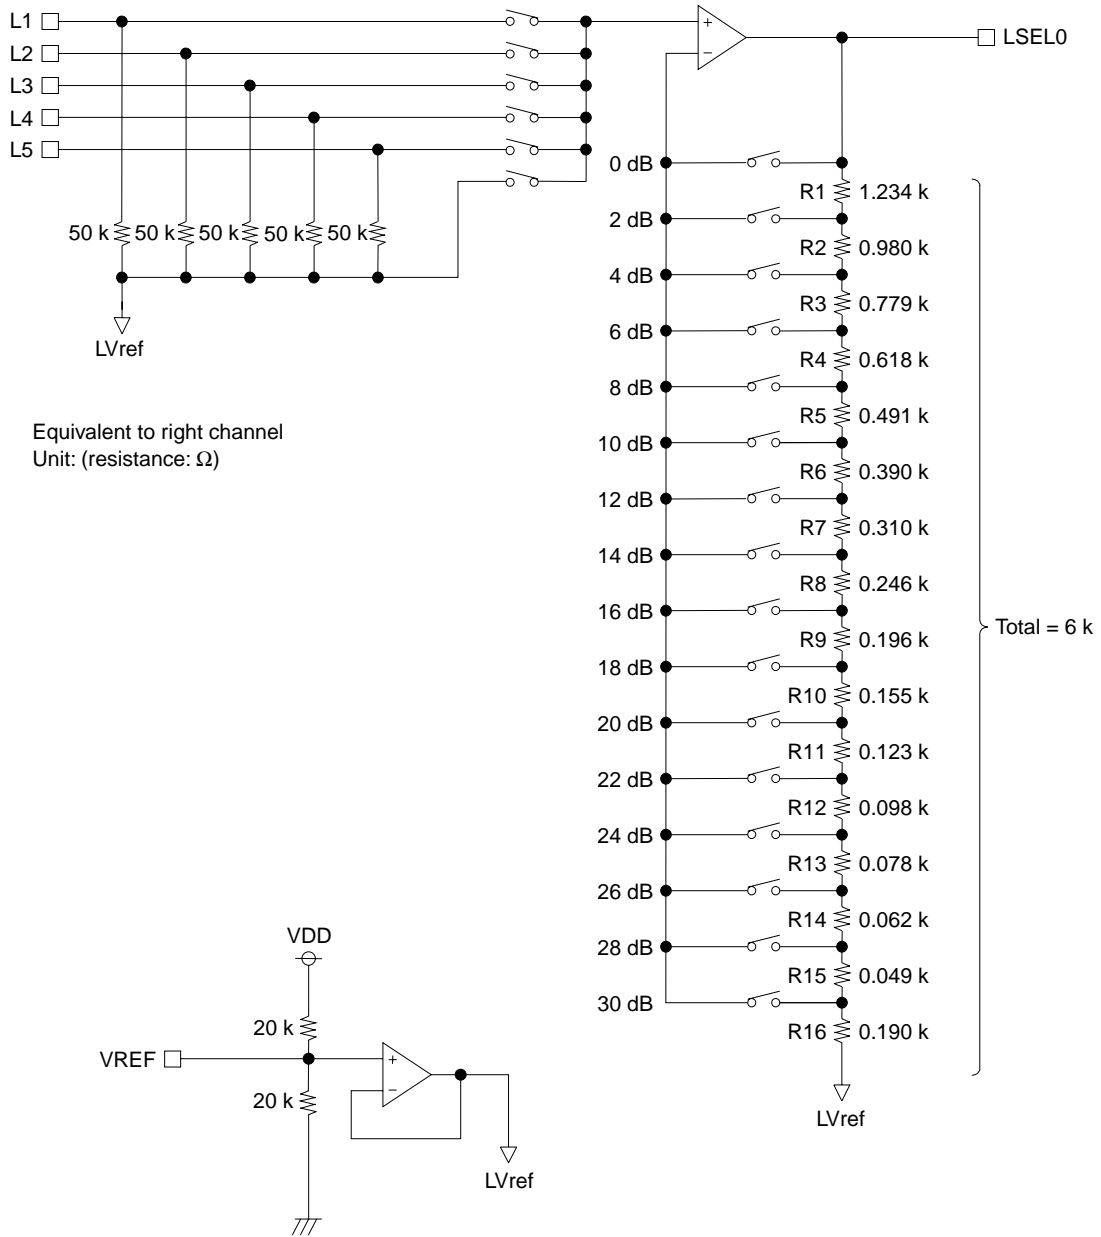 L1
L2
L3
L4
L5
+
−
LSEL0
50 k 50 k 50 k 50 k 50 k
LVref
Equivalent to right channel
Unit: (resistance: Ω)
0 dB
R1 1.234 k
2 dB
R2 0.980 k
4 dB
R3 0.779 k
6 dB
R4 0.618 k
8 dB
R5 0.491 k
10 dB
R6 0.390 k
12 dB
R7 0.310 k
14 dB
R8 0.246 k
16 dB
R9 0.196 k
18 dB
R10 0.155 k
20 dB
R11 0.123 k
22 dB
R12 0.098 k
24 dB
R13 0.078 k
26 dB
R14 0.062 k
28 dB
R15 0.049 k
30 dB
R16 0.190 k
LVref
Total = 6 k
VDD
20 k
VREF
20 k
+
−
LVref